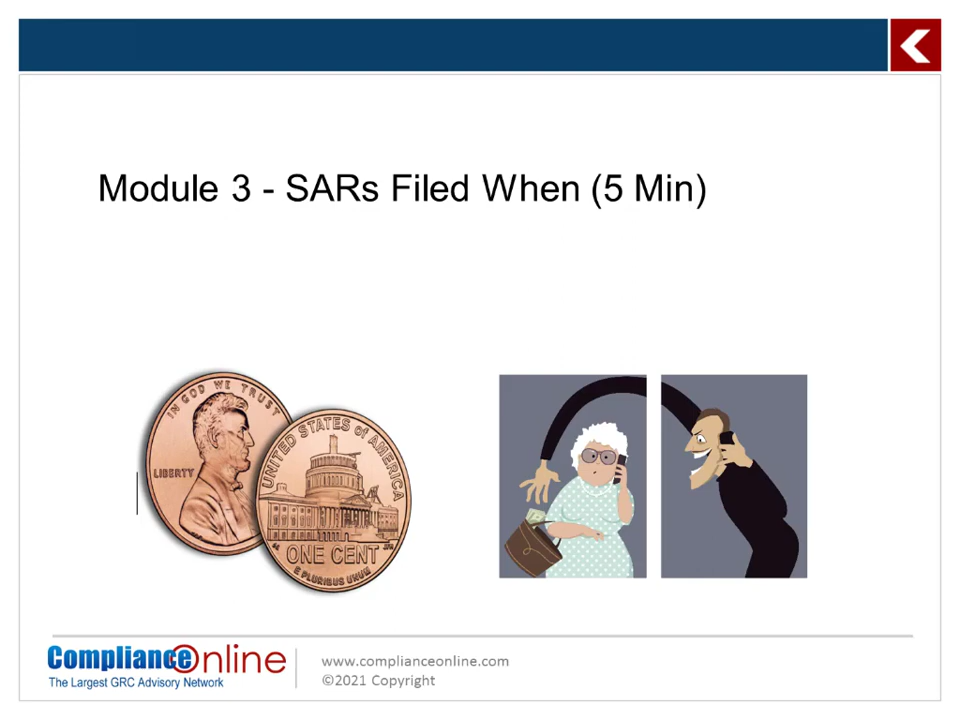 Module 3 - SARs Filed When (5 Min)
IN GOD WE TRUST
LIBERTY
UNITED STATES of AMERICA
ONE CENT
E PLURIBUS UNUM
ComplianceOnline
The Largest GRC Advisory Network
www.complianceonline.com
©2021 Copyright